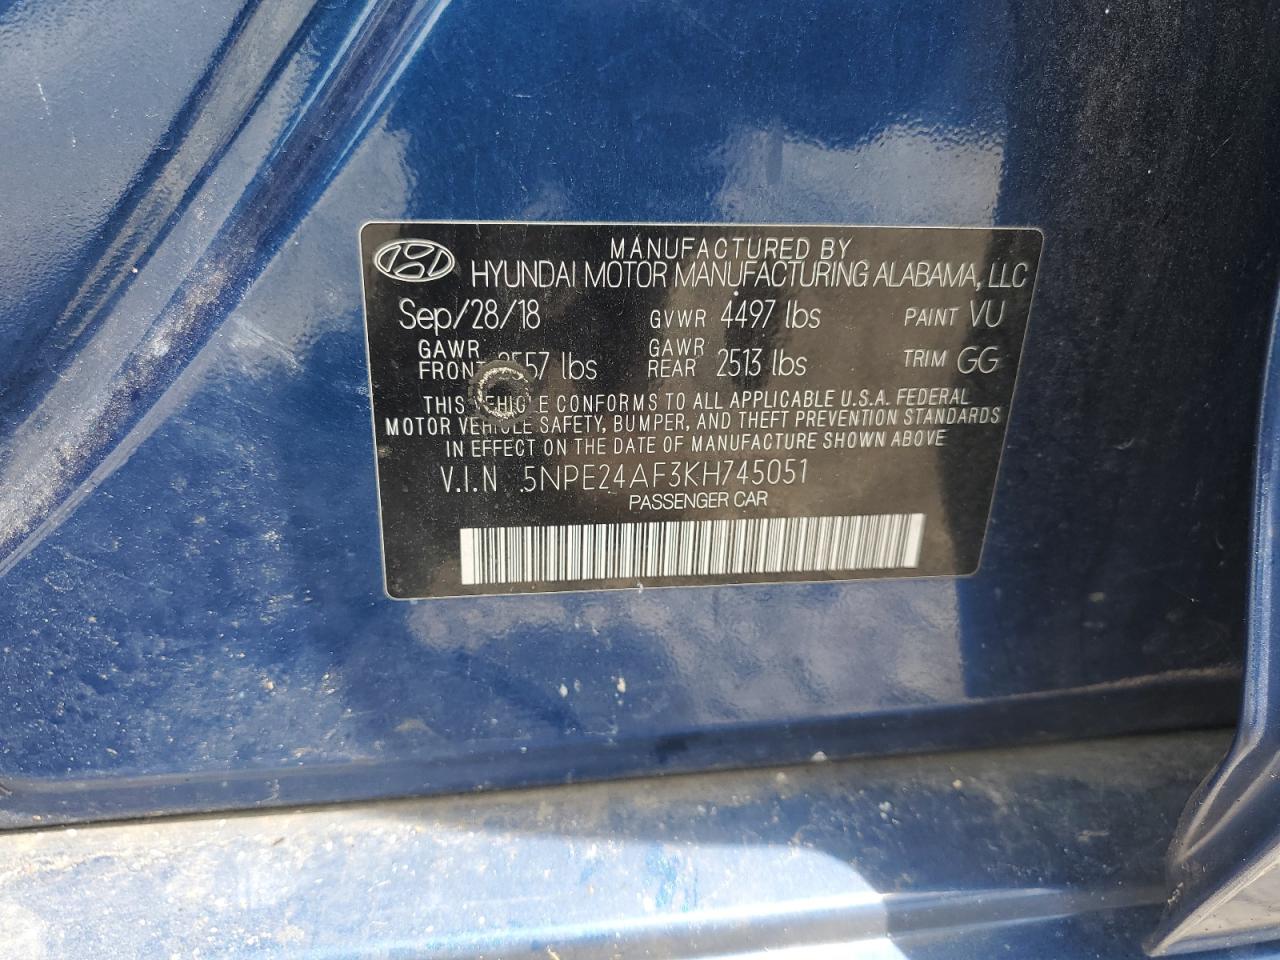 MANUFACTURED BY
HYUNDAI MOTOR MANUFACTURING ALABAMA, LLC
Sep/28/18 GVWR 4497 lbs PAINT VU
GAWR FRONT lbs GAWR REAR 2513 lbs TRIM GG
THIS VEHICLE CONFORMS TO ALL APPLICABLE U.S.A. FEDERAL
MOTOR VEHICLE SAFETY, BUMPER, AND THEFT PREVENTION STANDARDS
IN EFFECT ON THE DATE OF MANUFACTURE SHOWN ABOVE
V.I.N 5NPE24AF3KH745051
PASSENGER CAR